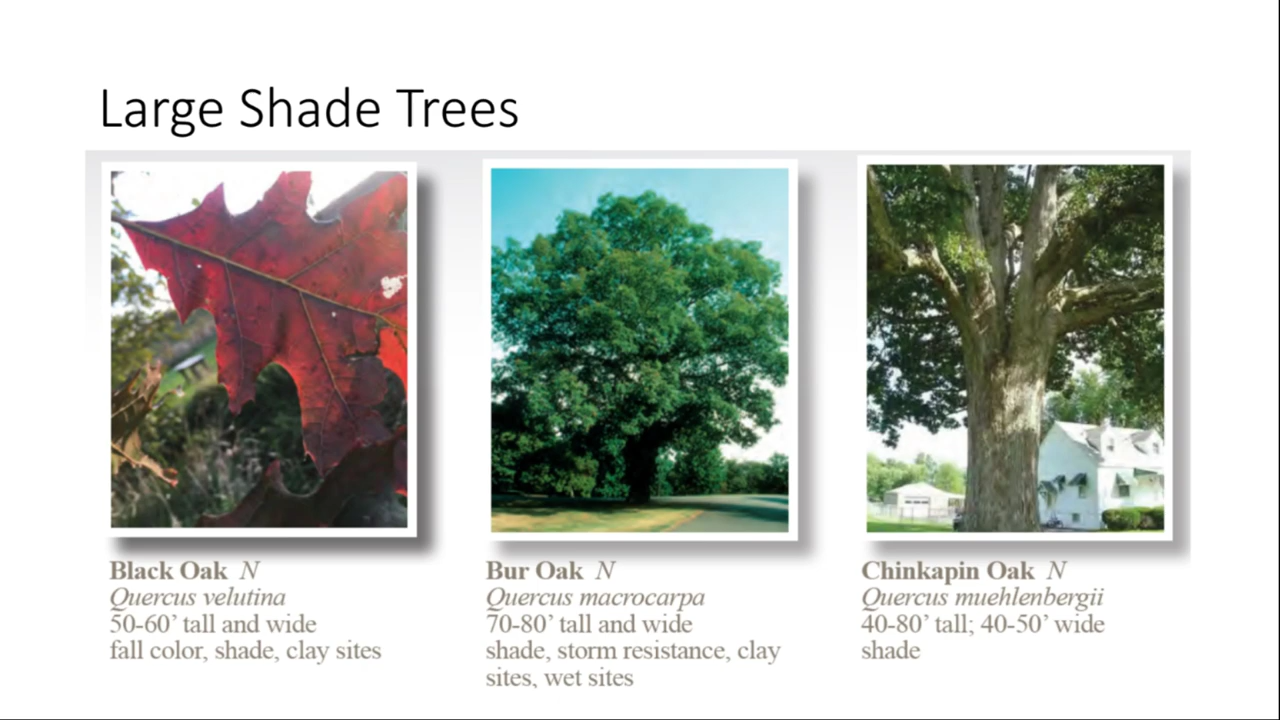 Large Shade Trees
Black Oak N
Quercus velutina
50-60’ tall and wide
fall color, shade, clay sites
Bur Oak N
Quercus macrocarpa
70-80’ tall and wide
shade, storm resistance, clay
sites, wet sites
Chinkapin Oak N
Quercus muehlenbergii
40-80’ tall; 40-50’ wide
shade